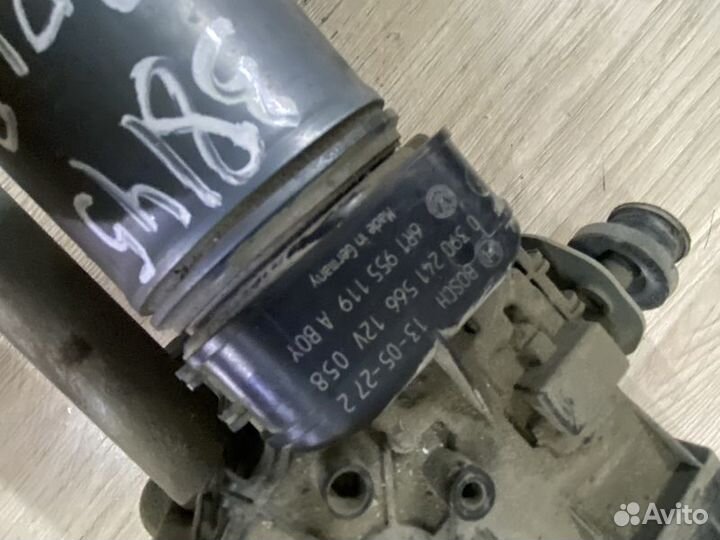 38145
BOSCH 13-05-27 2
0 390 241 566 12V 058
6R1 955 119 A BOY
Made in Germany
Avito